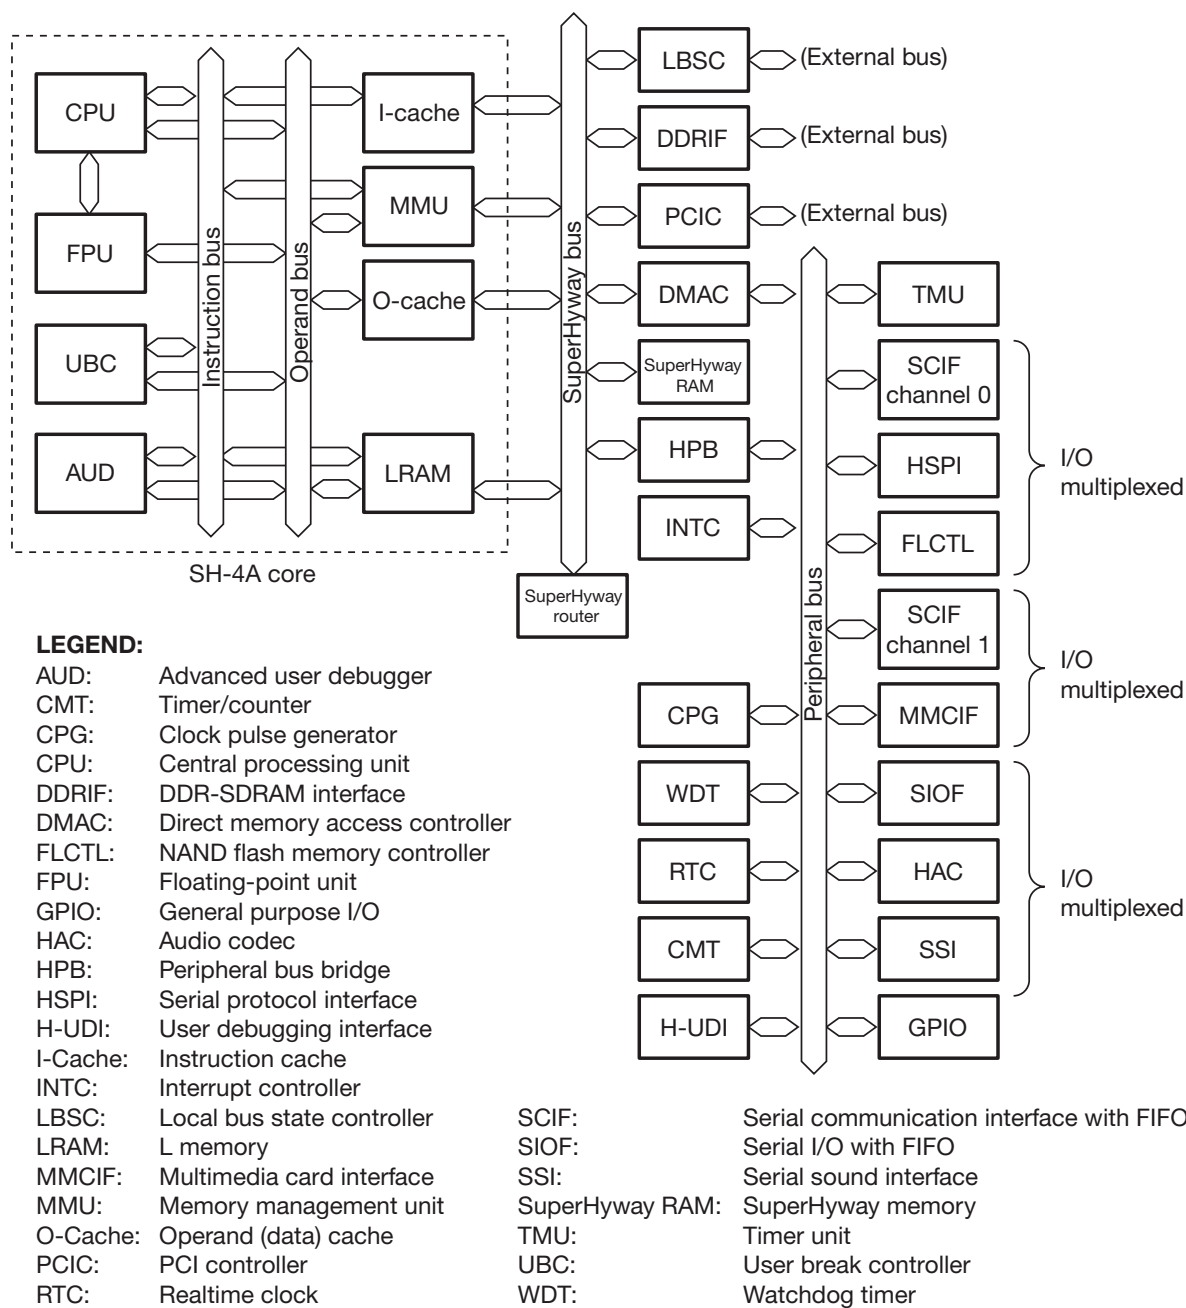 LBSC (External bus)
CPU
I-cache
DDRIF (External bus)
MMU
PCIC (External bus)
FPU
Instruction bus
Operand bus
SuperHyway bus
O-cache
DMAC
TMU
UBC
SuperHyway
RAM
SCIF
channel 0
AUD
LRAM
HPB
HSPI
I/O
multiplexed
INTC
FLCTL
SH-4A core
SuperHyway
router
Peripheral bus
SCIF
channel 1
I/O
multiplexed
CPG
MMCIF
WDT
SIOF
RTC
HAC
I/O
multiplexed
CMT
SSI
H-UDI
GPIO
LEGEND:
AUD: Advanced user debugger
CMT: Timer/counter
CPG: Clock pulse generator
CPU: Central processing unit
DDRIF: DDR-SDRAM interface
DMAC: Direct memory access controller
FLCTL: NAND flash memory controller
FPU: Floating-point unit
GPIO: General purpose I/O
HAC: Audio codec
HPB: Peripheral bus bridge
HSPI: Serial protocol interface
H-UDI: User debugging interface
I-Cache: Instruction cache
INTC: Interrupt controller
LBSC: Local bus state controller
LRAM: L memory
MMCIF: Multimedia card interface
MMU: Memory management unit
O-Cache: Operand (data) cache
PCIC: PCI controller
RTC: Realtime clock
SCIF: Serial communication interface with FIFO
SIOF: Serial I/O with FIFO
SSI: Serial sound interface
SuperHyway RAM: SuperHyway memory
TMU: Timer unit
UBC: User break controller
WDT: Watchdog timer